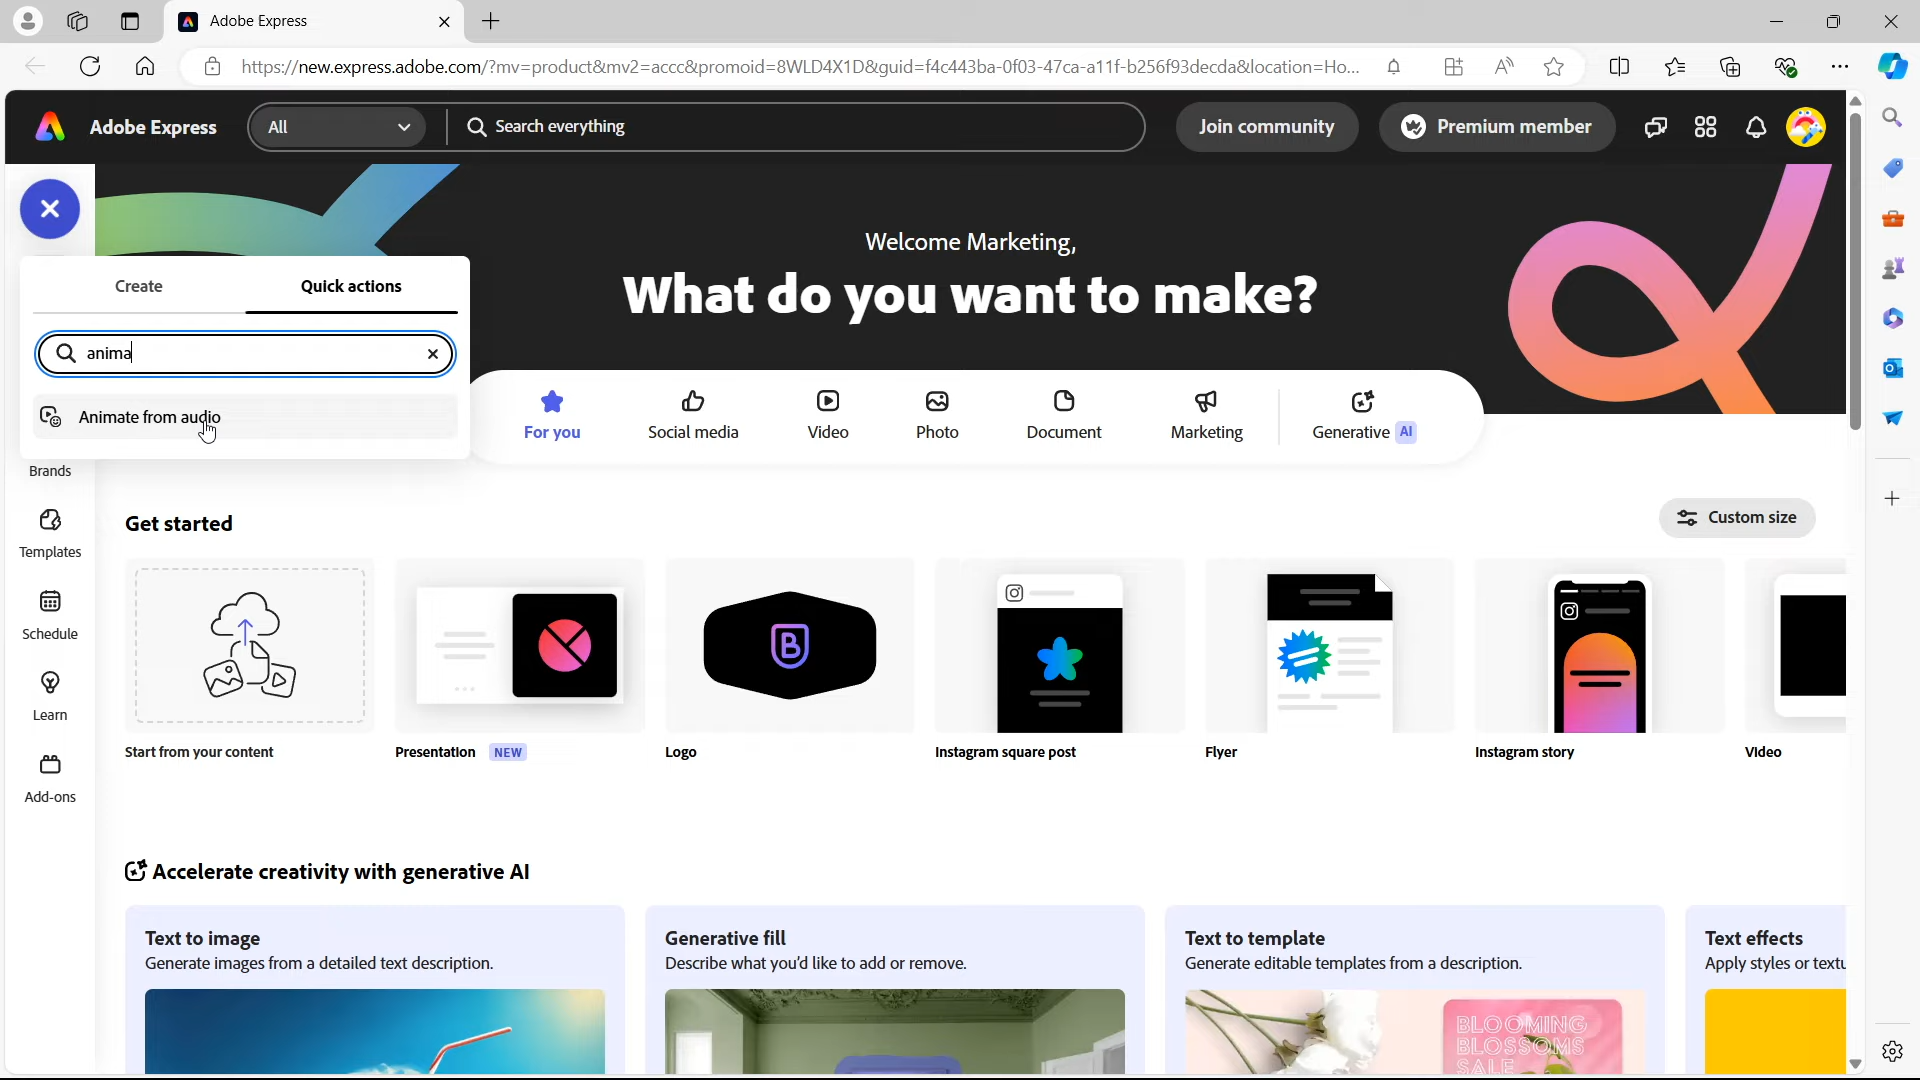 Adobe Express
https://new.express.adobe.com/?mv=product&mv2=accc&promoid=8WLD4X1D&guid=f4c443ba-0f03-47ca-a11f-b256f93decda&location=Ho...
Adobe Express
All
Search everything
Join community
Premium member
Welcome Marketing,
What do you want to make?
Create
Quick actions
anima
Animate from audio
For you
Social media
Video
Photo
Document
Marketing
Generative AI
Brands
Templates
Schedule
Learn
Add-ons
Get started
Custom size
Start from your content
Presentation NEW
Logo
Instagram square post
Flyer
Instagram story
Video
Accelerate creativity with generative AI
Text to image
Generate images from a detailed text description.
Generative fill
Describe what you'd like to add or remove.
Text to template
Generate editable templates from a description.
Text effects
Apply styles or textu
BLOOMING
BLOSSOMS
SALE